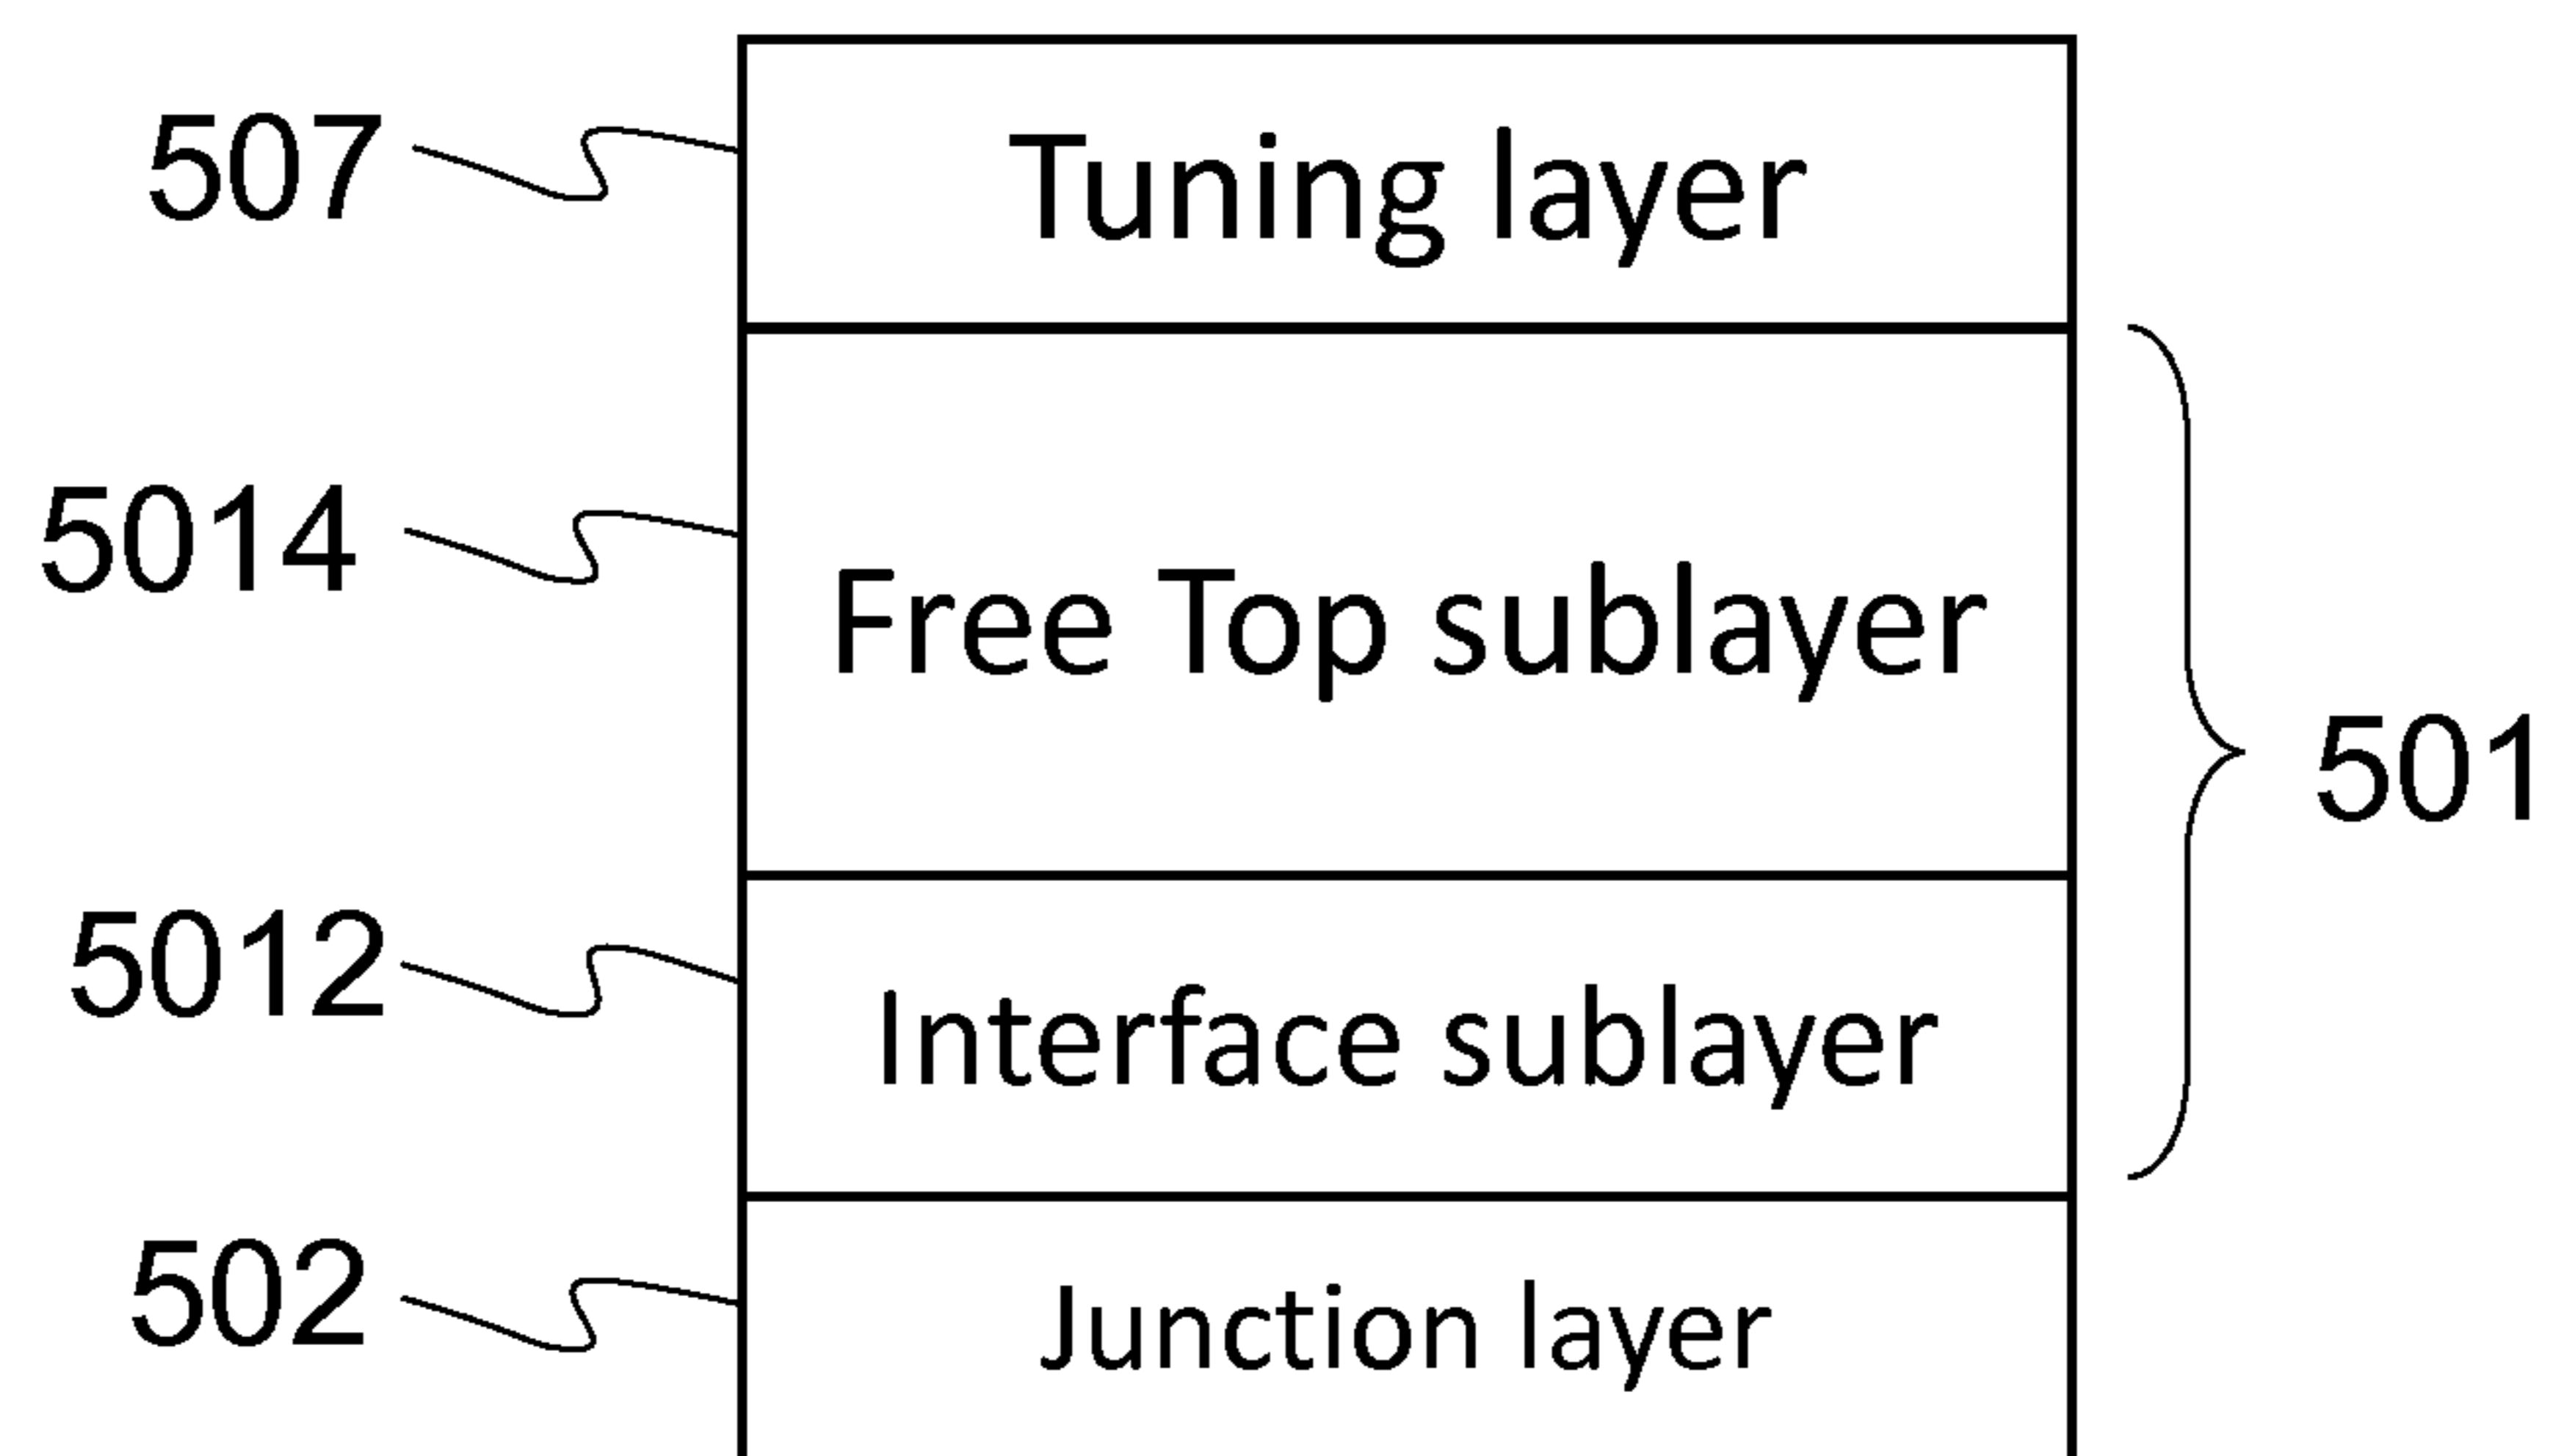 507
Tuning layer
5014
Free Top sublayer
501
5012
Interface sublayer
502
Junction layer